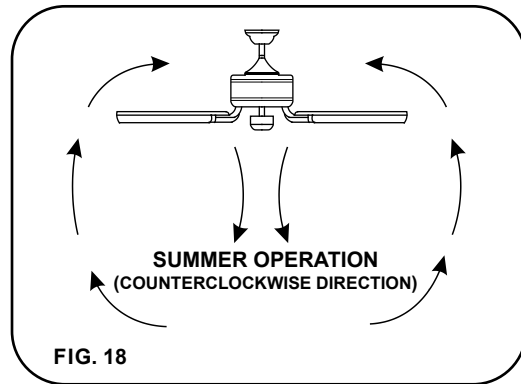 SUMMER OPERATION
(COUNTERCLOCKWISE DIRECTION)
FIG. 18